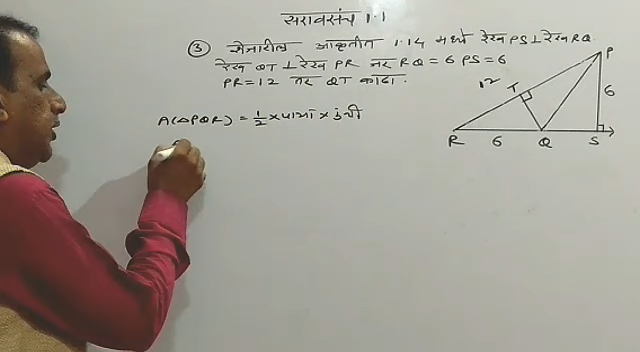 सरावसंच 1.1
③ शेजारील आकृतीत 1.14 मध्ये रेख PS ⊥ रेख RQ
रेख QT ⊥ रेख PR जर RQ = 6 PS = 6
PR = 12 तर QT काढा.
A(△PQR) = 1/2 × पाया × उंची
P
12
T
6
R
6
Q
S